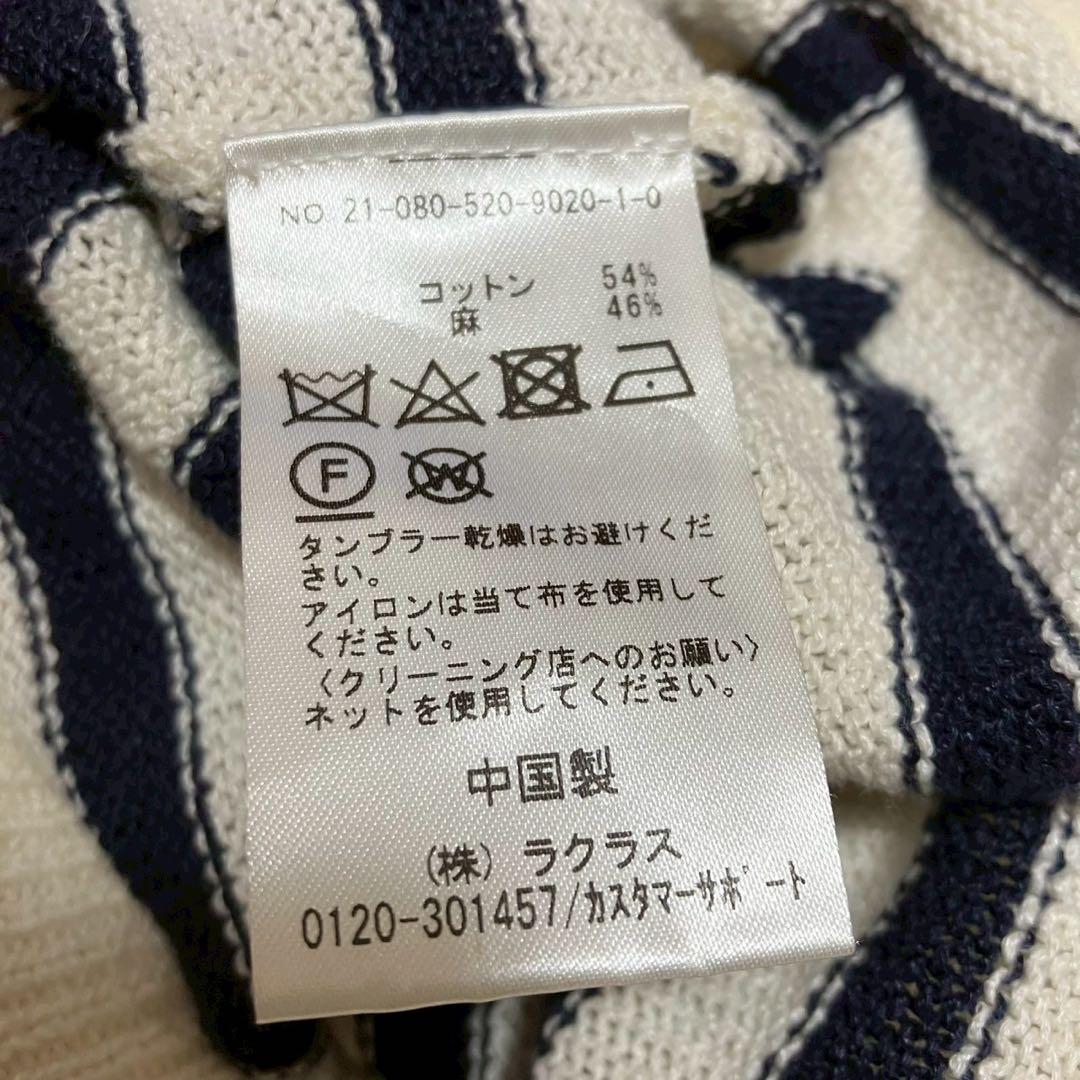 NO 21-080-520-9020-1-0
コットン 54%
麻 46%
F W
タンブラー乾燥はお避けくだ
さい。
アイロンは当て布を使用して
ください。
〈クリーニング店へのお願い〉
ネットを使用してください。
中国製
(株) ラクラス
0120-301457/ｶｽﾀﾏｰｻﾎﾟｰﾄ